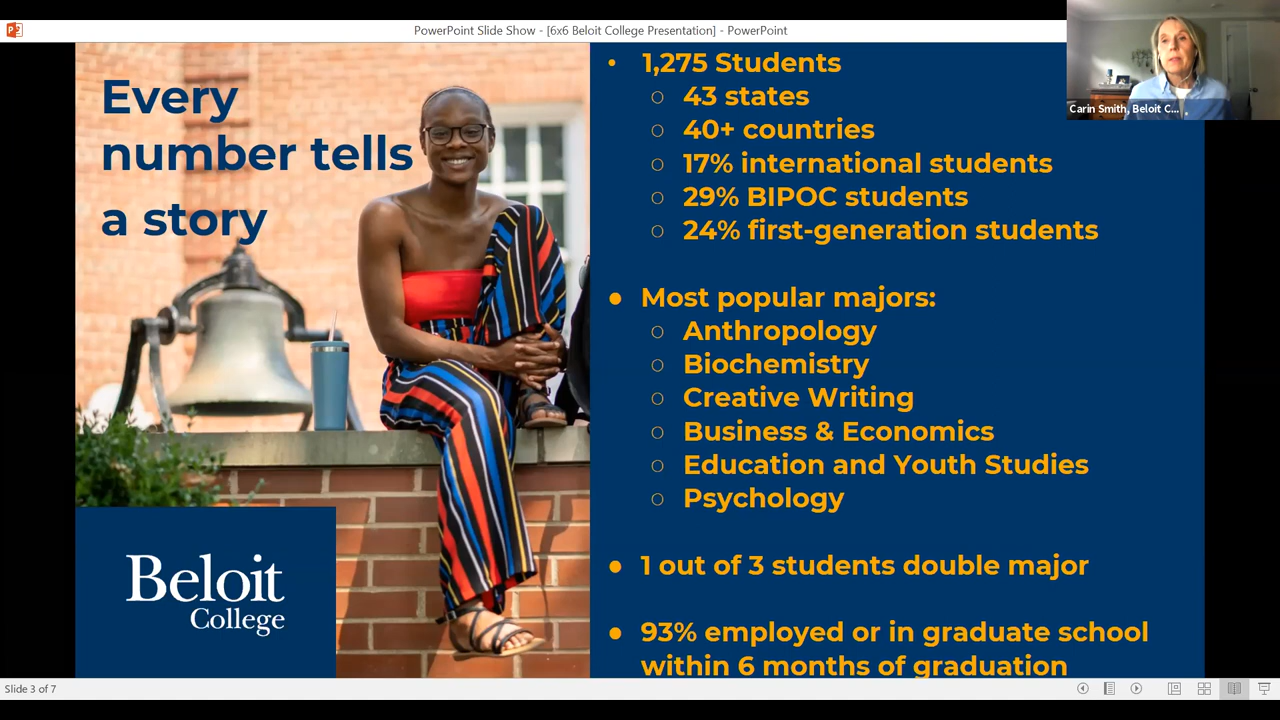 PowerPoint Slide Show - [6x6 Beloit College Presentation] - PowerPoint
Carin Smith, Beloit C...
Every
number tells
a story
Beloit
College
• 1,275 Students
○ 43 states
○ 40+ countries
○ 17% international students
○ 29% BIPOC students
○ 24% first-generation students
● Most popular majors:
○ Anthropology
○ Biochemistry
○ Creative Writing
○ Business & Economics
○ Education and Youth Studies
○ Psychology
● 1 out of 3 students double major
● 93% employed or in graduate school
within 6 months of graduation
Slide 3 of 7